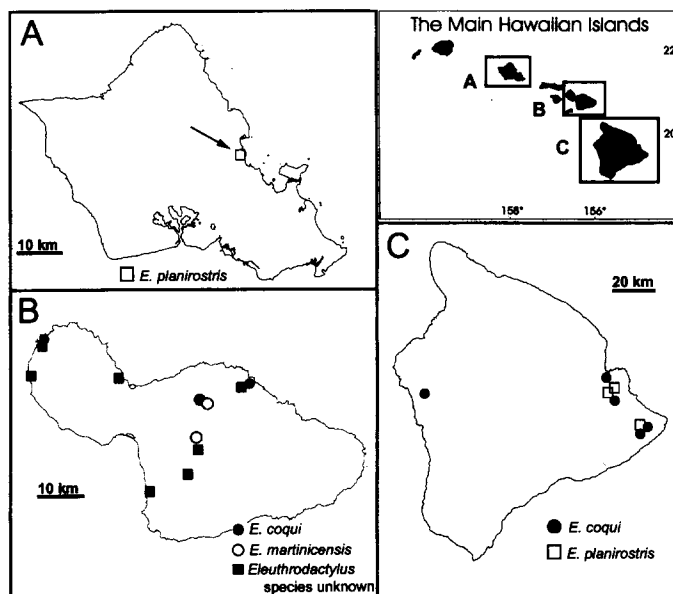 A
10 km
E. planirostris
The Main Hawaiian Islands
22
A
B
20
C
158°
156°
B
10 km
E. coqui
E. martinicensis
Eleuthrodactylus
species unknown
C
20 km
E. coqui
E. planirostris